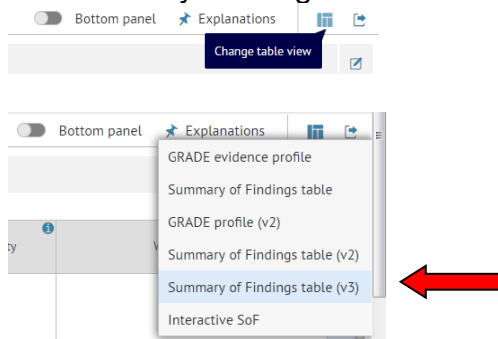 Bottom panel Explanations
Change table view
Bottom panel Explanations
GRADE evidence profile
Summary of Findings table
GRADE profile (v2)
ty
Summary of Findings table (v2)
Summary of Findings table (v3)
Interactive SoF